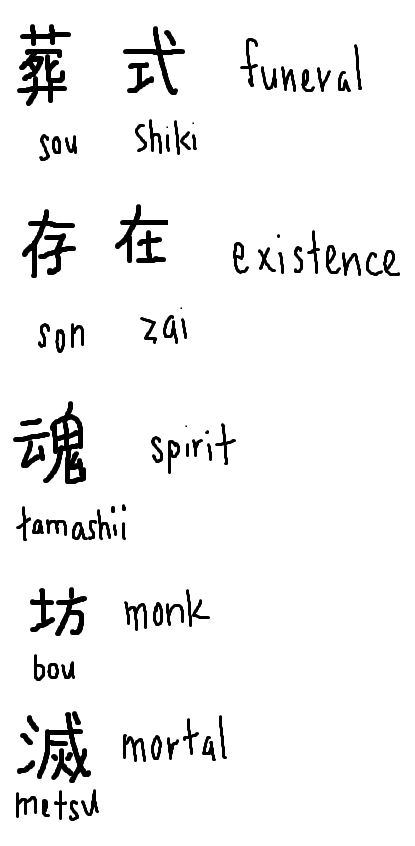 葬式 funeral
sou shiki
存在 existence
son zai
魂 spirit
tamashii
坊 monk
bou
滅 mortal
metsu